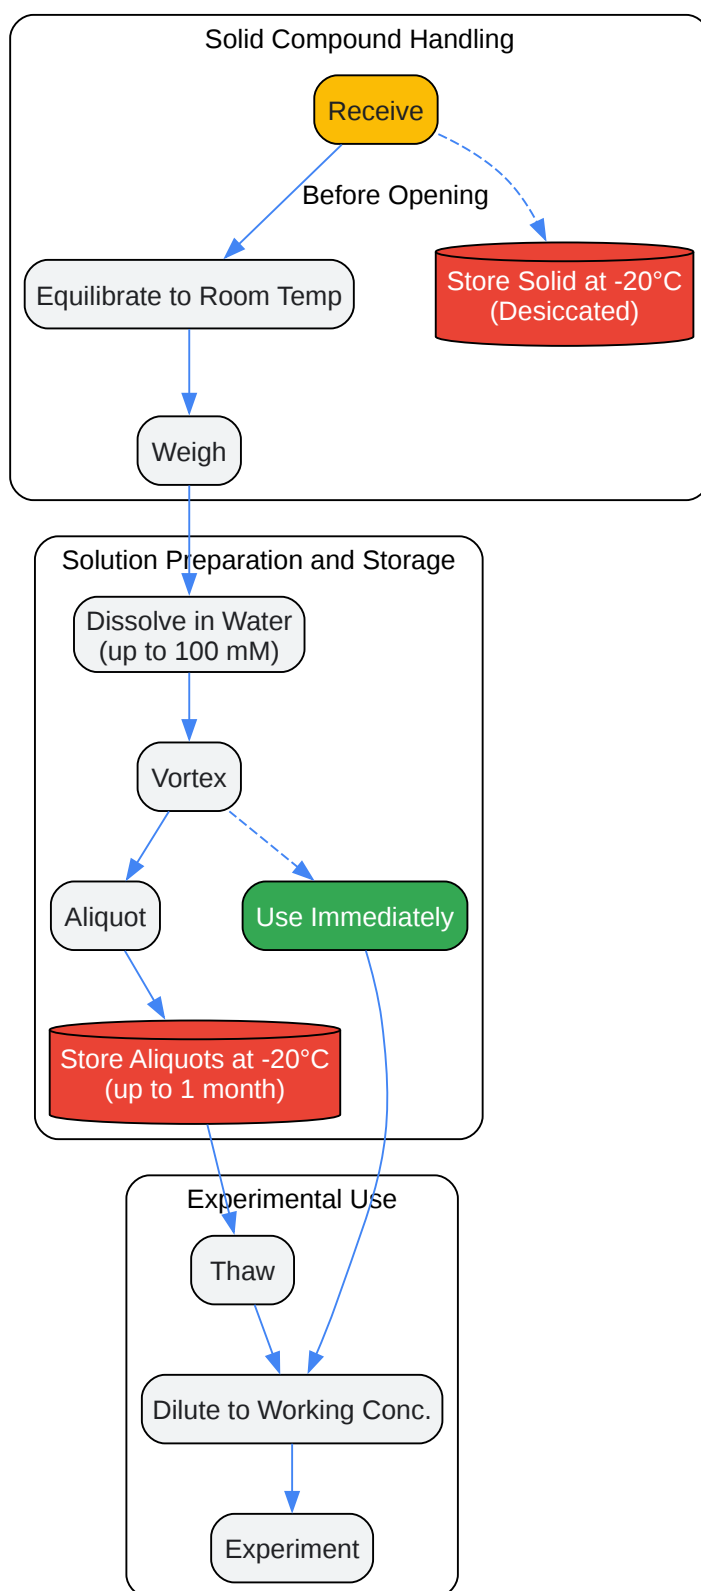 Solid Compound Handling
Receive
Before Opening
Equilibrate to Room Temp
Store Solid at -20°C
(Desiccated)
Weigh
Solution Preparation and Storage
Dissolve in Water
(up to 100 mM)
Vortex
Aliquot
Use Immediately
Store Aliquots at -20°C
(up to 1 month)
Experimental Use
Thaw
Dilute to Working Conc.
Experiment